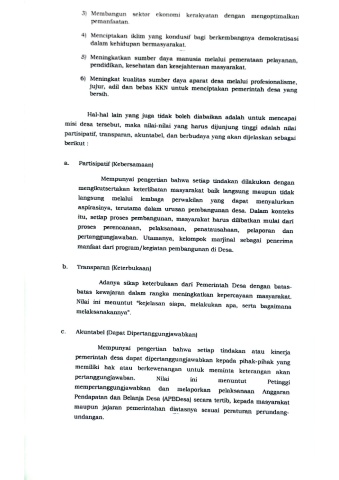 3) Membangun sektor ekonomi kerakyatan dengan mengoptimalkan
pemanfaatan.
4) Menciptakan iklim yang kondusif bagi berkembangnya demokratisasi
dalam kehidupan bermasyarakat.
5) Meningkatkan sumber daya manusia melalui pemerataan pelayanan,
pendidikan, kesehatan dan kesejahteraan masyarakat.
6) Meningkat kualitas sumber daya aparat desa melalui profesionalisme,
jujur, adil dan bebas KKN untuk menciptakan pemerintah desa yang
bersih.
Hal-hal lain yang juga tidak boleh diabaikan adalah untuk mencapai
misi desa tersebut, maka nilai-nilai yang harus dijunjung tinggi adalah nilai
partisipatif, transparan, akuntabel, dan berbudaya yang akan dijelaskan sebagai
berikut :
a. Partisipatif (Kebersamaan)
Mempunyai pengertian bahwa setiap tindakan dilakukan dengan
mengikutsertakan keterlibatan masyarakat baik langsung maupun tidak
langsung melalui lembaga perwakilan yang dapat menyalurkan
aspirasinya, terutama dalam urusan pembangunan desa. Dalam konteks
itu, setiap proses pembangunan, masyarakat harus dilibatkan mulai dari
proses perencanaan, pelaksanaan, penatausahaan, pelaporan dan
pertanggungjawaban. Utamanya, kelompok marjinal sebagai penerima
manfaat dari program/kegiatan pembangunan di Desa.
b. Transparan (Keterbukaan)
Adanya sikap keterbukaan dari Pemerintah Desa dengan batas-
batas kewajaran dalam rangka meningkatkan kepercayaan masyarakat.
Nilai ini menuntut "kejelasan siapa, melakukan apa, serta bagaimana
melaksanakannya".
c. Akuntabel (Dapat Dipertanggungjawabkan)
Mempunyai pengertian bahwa setiap tindakan atau kinerja
pemerintah desa dapat dipertanggungjawabkan kepada pihak-pihak yang
memiliki hak atau berkewenangan untuk meminta keterangan akan
pertanggungjawaban. Nilai ini menuntut Petinggi
mempertanggungjawabkan dan melaporkan pelaksanaan Anggaran
Pendapatan dan Belanja Desa (APBDesa) secara tertib, kepada masyarakat
maupun jajaran pemerintahan diatasnya sesuai peraturan perundang-
undangan.